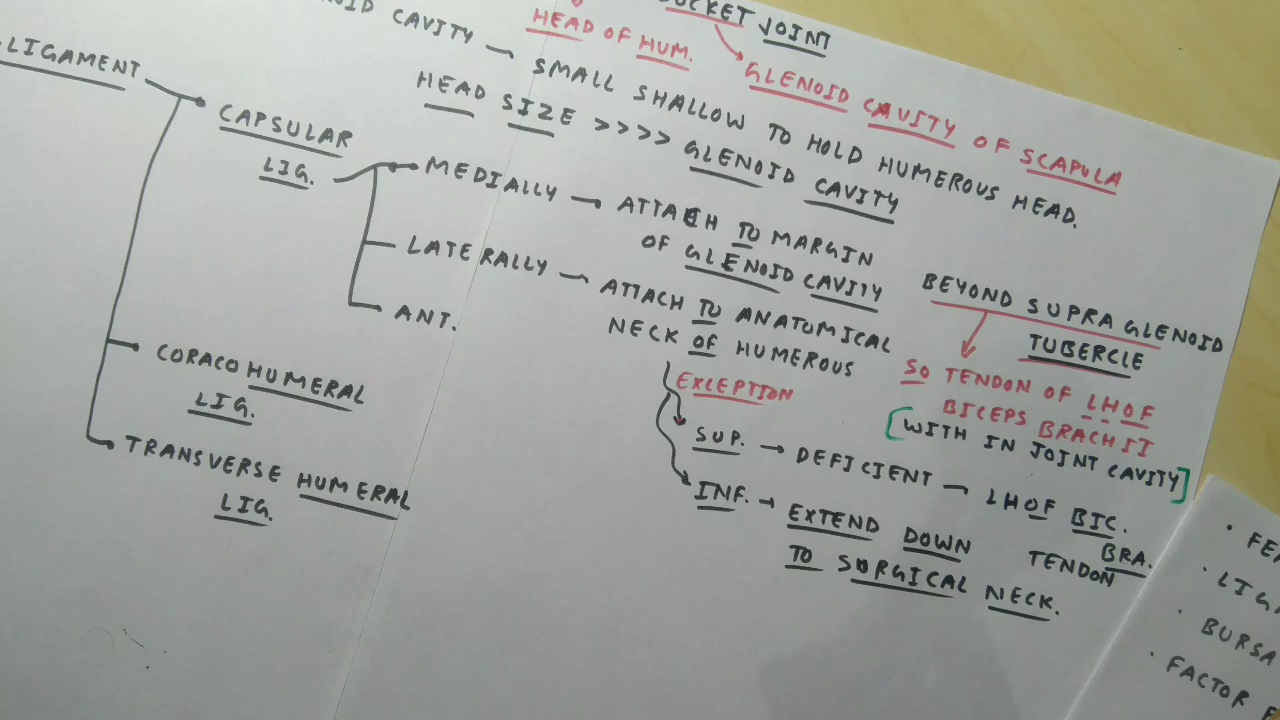 SOCKET JOINT
CAVITY
HEAD OF HUM.
GLENOID CAVITY OF SCAPULA
SMALL SHALLOW TO HOLD HUMEROUS HEAD.
HEAD SIZE >>>> GLENOID CAVITY
LIGAMENT
CAPSULAR
LIG.
MEDIALLY
ATTACH TO MARGIN
OF GLENOID CAVITY
BEYOND SUPRA GLENOID
TUBERCLE
SO TENDON OF LHOF
BICEPS BRACHII
[WITH IN JOINT CAVITY]
LATERALLY
ATTACH TO ANATOMICAL
NECK OF HUMEROUS
EXCEPTION
SUP. → DEFICIENT - LHOF BIC. BRA.
TENDON
INF. → EXTEND DOWN
TO SURGICAL NECK.
ANT.
CORACO HUMERAL
LIG.
TRANSVERSE HUMERAL
LIG.
• LIGA
• BURSA
• FACTOR